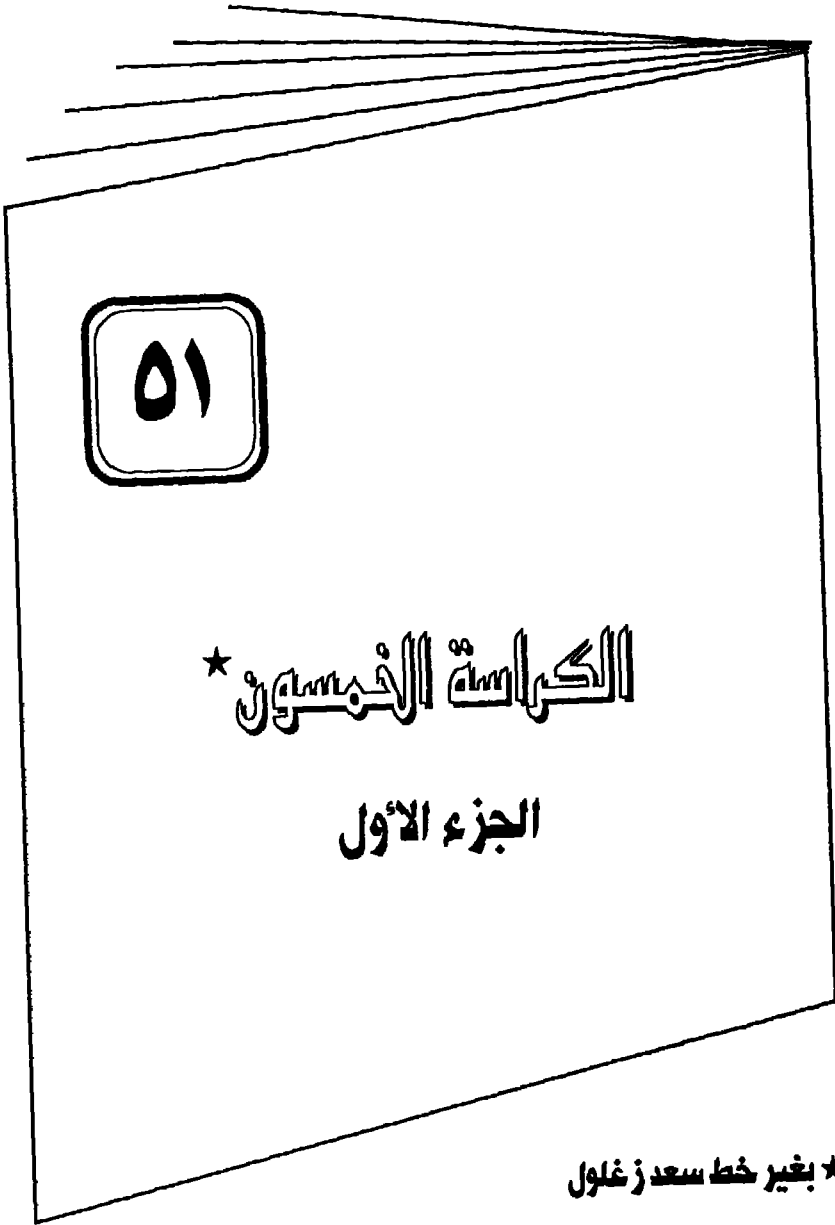 ٥١
الكراسة الخمسون*
الجزء الأول
* بغير خط سعد زغلول